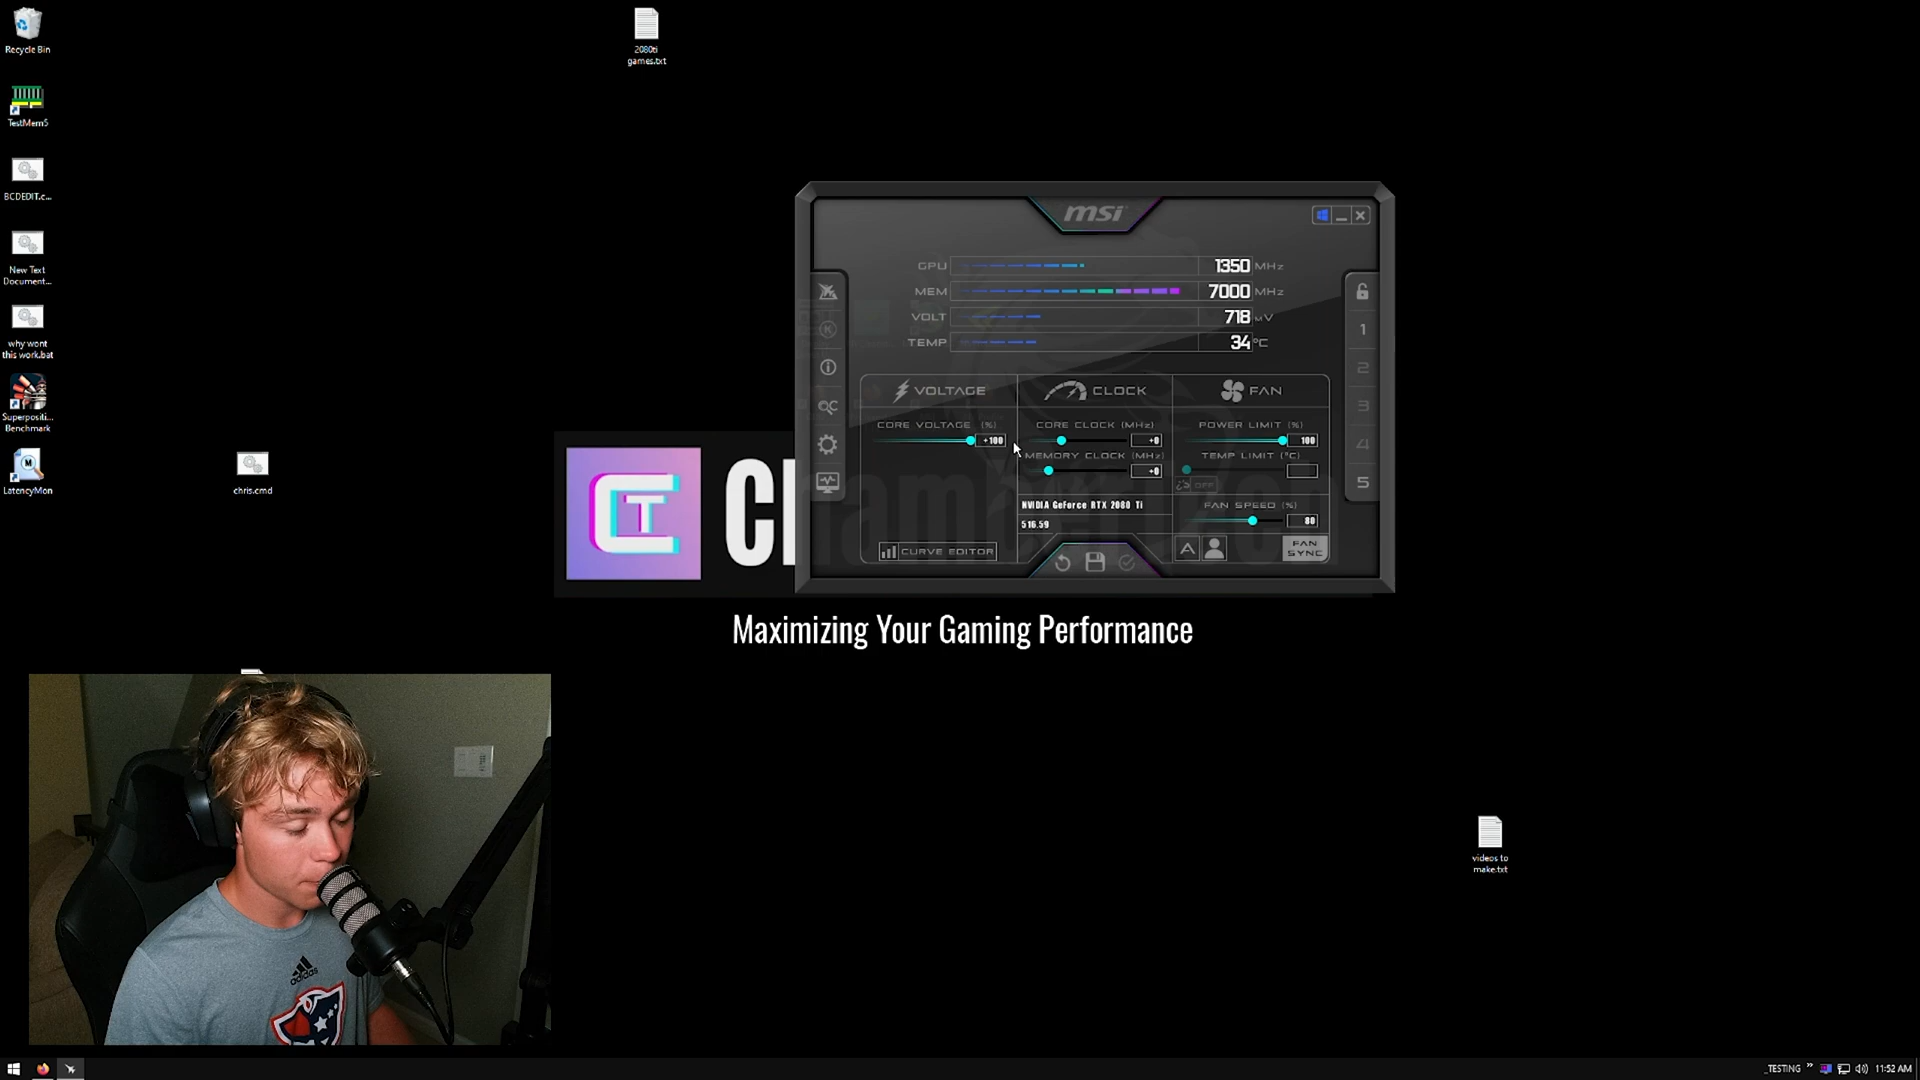 Recycle Bin
2080ti
games.txt
TestMem5
BCDEDIT.c...
New Text
Document...
why wont
this work.bat
Superpositi...
Benchmark
LatencyMon
chris.cmd
msi
GPU 1350 MHz
MEM 7000 MHz
VOLT 718 MV
TEMP 34 °C
VOLTAGE
CLOCK
FAN
CORE VOLTAGE (%)
+100
CORE CLOCK (MHz)
+0
MEMORY CLOCK (MHz)
+0
POWER LIMIT (%)
100
TEMP LIMIT (°C)
OFF
NVIDIA GeForce RTX 2080 Ti
516.59
FAN SPEED (%)
80
CURVE EDITOR
A
FAN
SYNC
K
OC
1
2
3
4
5
CT
Chamberlizer
Maximizing Your Gaming Performance
adidas
videos to
make.txt
_TESTING
11:52 AM